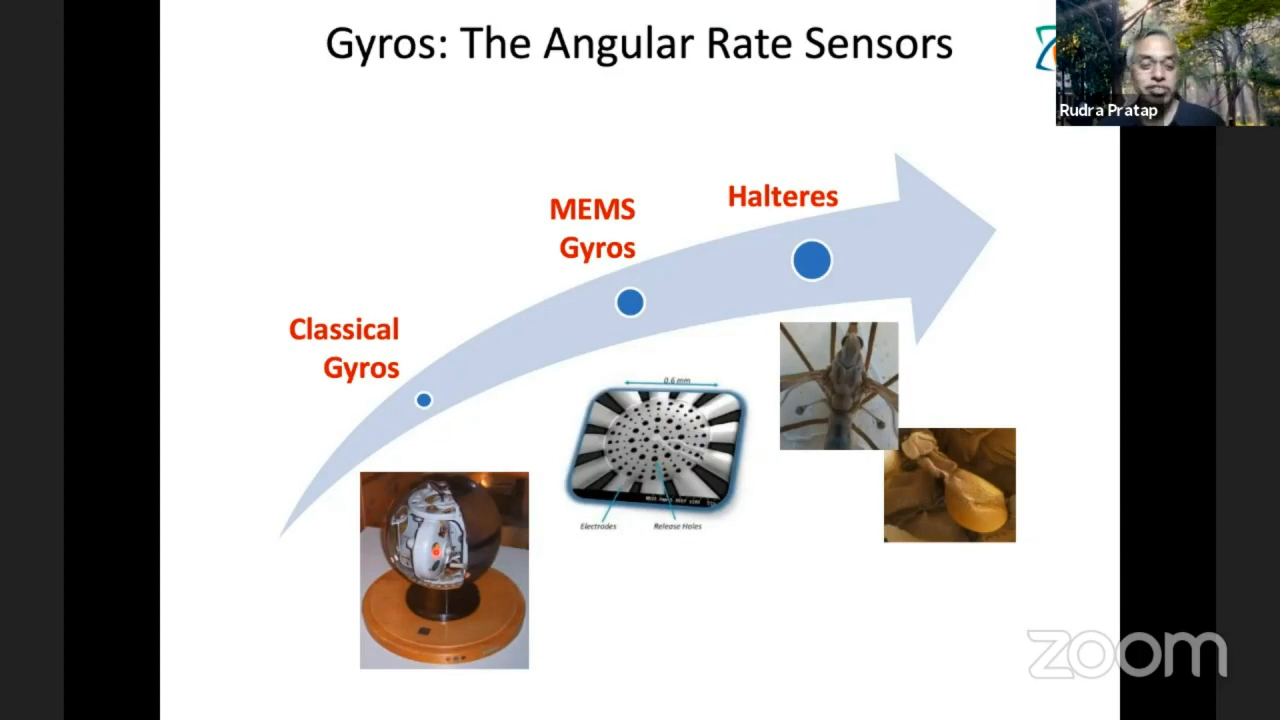 Gyros: The Angular Rate Sensors
Rudra Pratap
Halteres
MEMS
Gyros
Classical
Gyros
0.6 mm
Electrodes
Release Holes
zoom